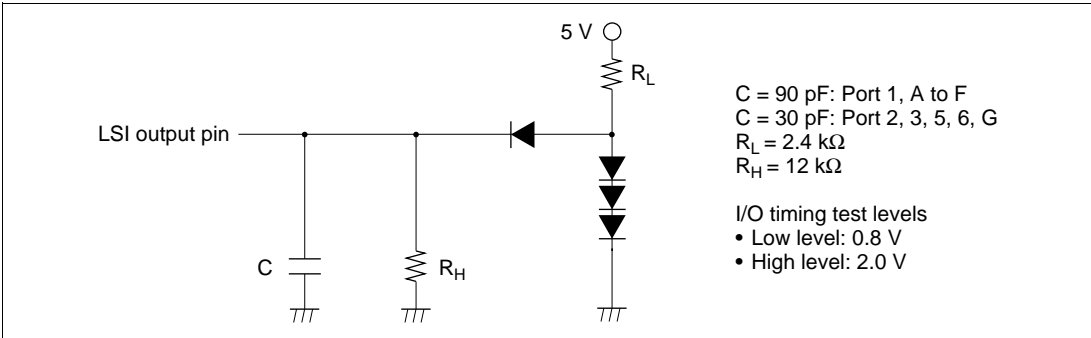 5 V
R_L
LSI output pin
C
R_H
C = 90 pF: Port 1, A to F
C = 30 pF: Port 2, 3, 5, 6, G
R_L = 2.4 kΩ
R_H = 12 kΩ
I/O timing test levels
• Low level: 0.8 V
• High level: 2.0 V